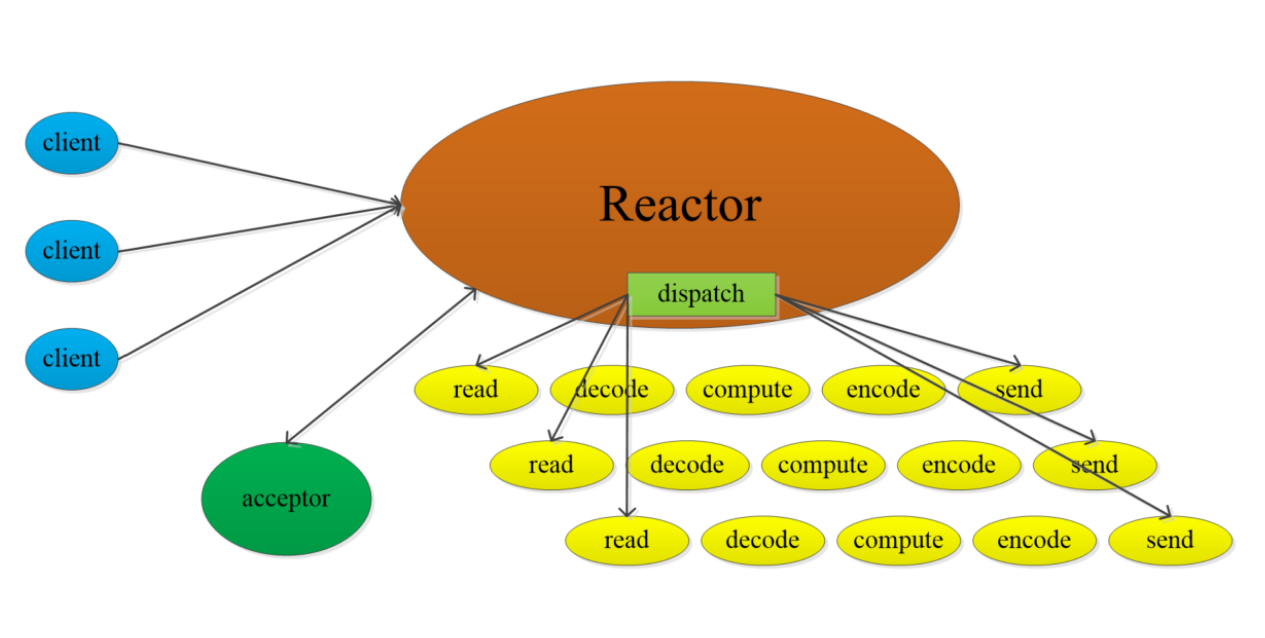 client
client
client
Reactor
dispatch
acceptor
read decode compute encode send
read decode compute encode send
read decode compute encode send